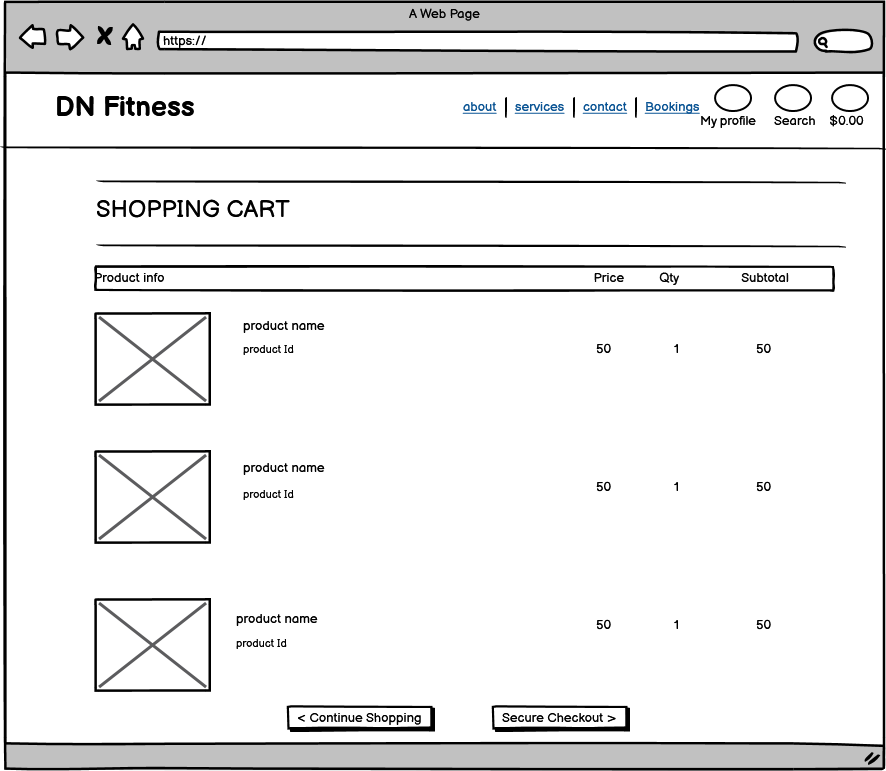 A Web Page
https://
DN Fitness
about | services | contact | Bookings
My profile Search $0.00
SHOPPING CART
Product info Price Qty Subtotal
product name
product Id 50 1 50
product name
product Id 50 1 50
product name
product Id 50 1 50
< Continue Shopping Secure Checkout >